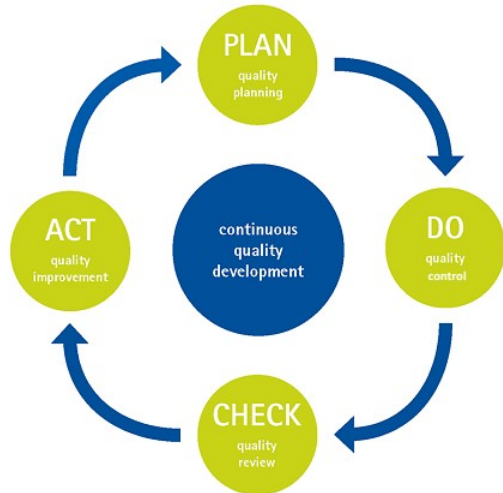 PLAN
quality
planning
ACT
quality
improvement
continuous
quality
development
DO
quality
control
CHECK
quality
review